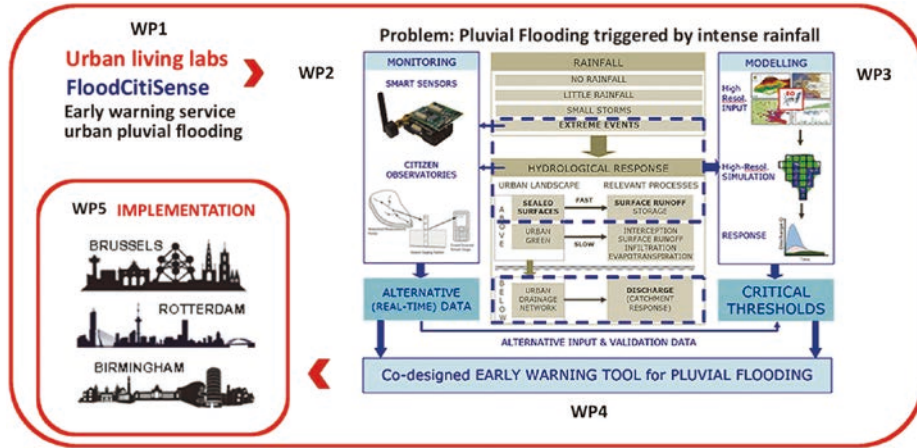 WP1
Urban living labs
FloodCitiSense
Early warning service
urban pluvial flooding
Problem: Pluvial Flooding triggered by intense rainfall
WP2
MONITORING
SMART SENSORS
CITIZEN
OBSERVATORIES
ALTERNATIVE
(REAL-TIME) DATA
RAINFALL
NO RAINFALL
LITTLE RAINFALL
SMALL STORMS
EXTREME EVENTS
HYDROLOGICAL RESPONSE
URBAN LANDSCAPE
RELEVANT PROCESSES
ABOVE
SEALED
SURFACES
FAST
SURFACE RUNOFF
STORAGE
URBAN
GREEN
SLOW
INTERCEPTION
SURFACE RUNOFF
INFILTRATION
EVAPOTRANSPIRATION
BELOW
URBAN
DRAINAGE
NETWORK
DISCHARGE
(CATCHMENT
RESPONSE)
WP3
MODELLING
High
Resol.
INPUT
High-Resol.
SIMULATION
RESPONSE
CRITICAL
THRESHOLDS
ALTERNATIVE INPUT & VALIDATION DATA
Co-designed EARLY WARNING TOOL for PLUVIAL FLOODING
WP4
WP5 IMPLEMENTATION
BRUSSELS
ROTTERDAM
BIRMINGHAM